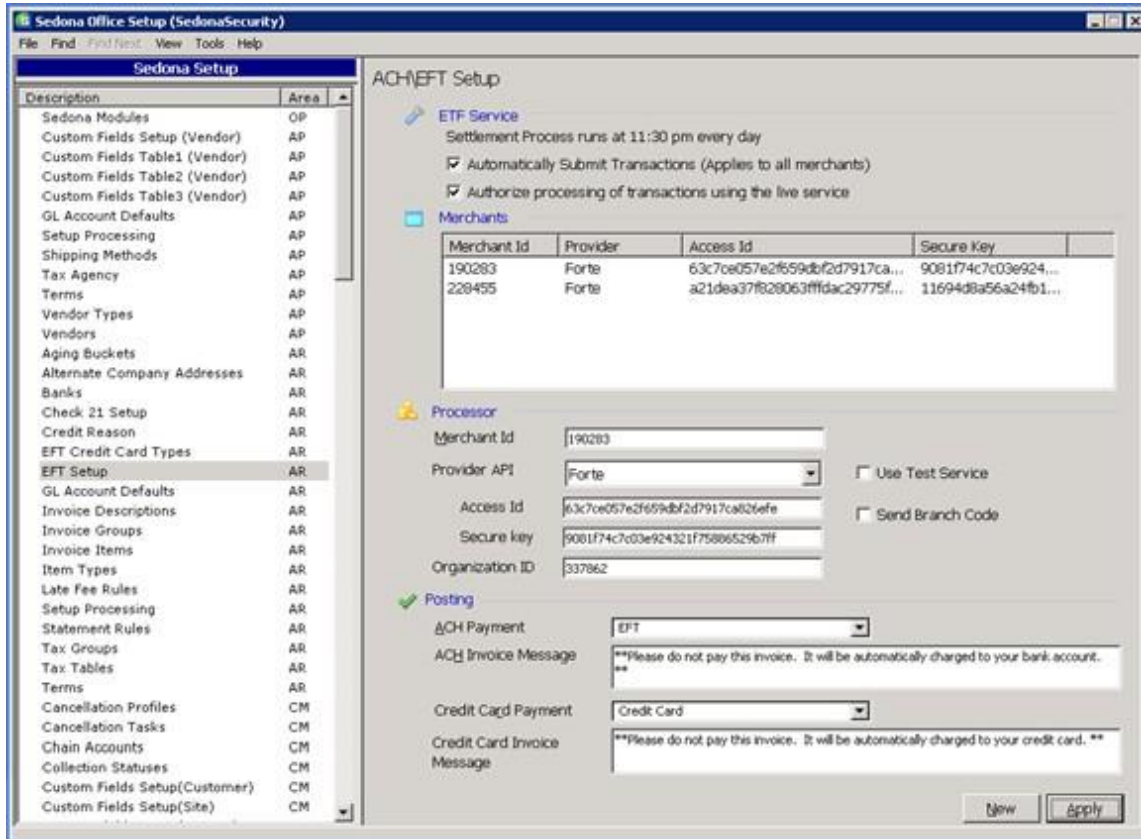 Sedona Office Setup (SedonaSecurity)
File Find Find Next View Tools Help
Sedona Setup
Description Area
Sedona Modules OP
Custom Fields Setup (Vendor) AP
Custom Fields Table1 (Vendor) AP
Custom Fields Table2 (Vendor) AP
Custom Fields Table3 (Vendor) AP
GL Account Defaults AP
Setup Processing AP
Shipping Methods AP
Tax Agency AP
Terms AP
Vendor Types AP
Vendors AP
Aging Buckets AR
Alternate Company Addresses AR
Banks AR
Check 21 Setup AR
Credit Reason AR
EFT Credit Card Types AR
EFT Setup AR
GL Account Defaults AR
Invoice Descriptions AR
Invoice Groups AR
Invoice Items AR
Item Types AR
Late Fee Rules AR
Setup Processing AR
Statement Rules AR
Tax Groups AR
Tax Tables AR
Terms AR
Cancellation Profiles CM
Cancellation Tasks CM
Chain Accounts CM
Collection Statuses CM
Custom Fields Setup(Customer) CM
Custom Fields Setup(Site) CM
ACH\EFT Setup
ETF Service
Settlement Process runs at 11:30 pm every day
Automatically Submit Transactions (Applies to all merchants)
Authorize processing of transactions using the live service
Merchants
Merchant Id Provider Access Id Secure Key
190283 Forte 63c7ce057e2f659dbf2d7917ca... 9081f74c7c03e924...
228455 Forte a21dea37f828063fffdac29775f... 11694d8a56a24fb1...
Processor
Merchant Id 190283
Provider API Forte Use Test Service
Access Id 63c7ce057e2f659dbf2d7917ca826efe Send Branch Code
Secure key 9081f74c7c03e924321f75886529b7ff
Organization ID 337862
Posting
ACH Payment EFT
ACH Invoice Message **Please do not pay this invoice. It will be automatically charged to your bank account.
**
Credit Card Payment Credit Card
Credit Card Invoice Message **Please do not pay this invoice. It will be automatically charged to your credit card. **
New Apply